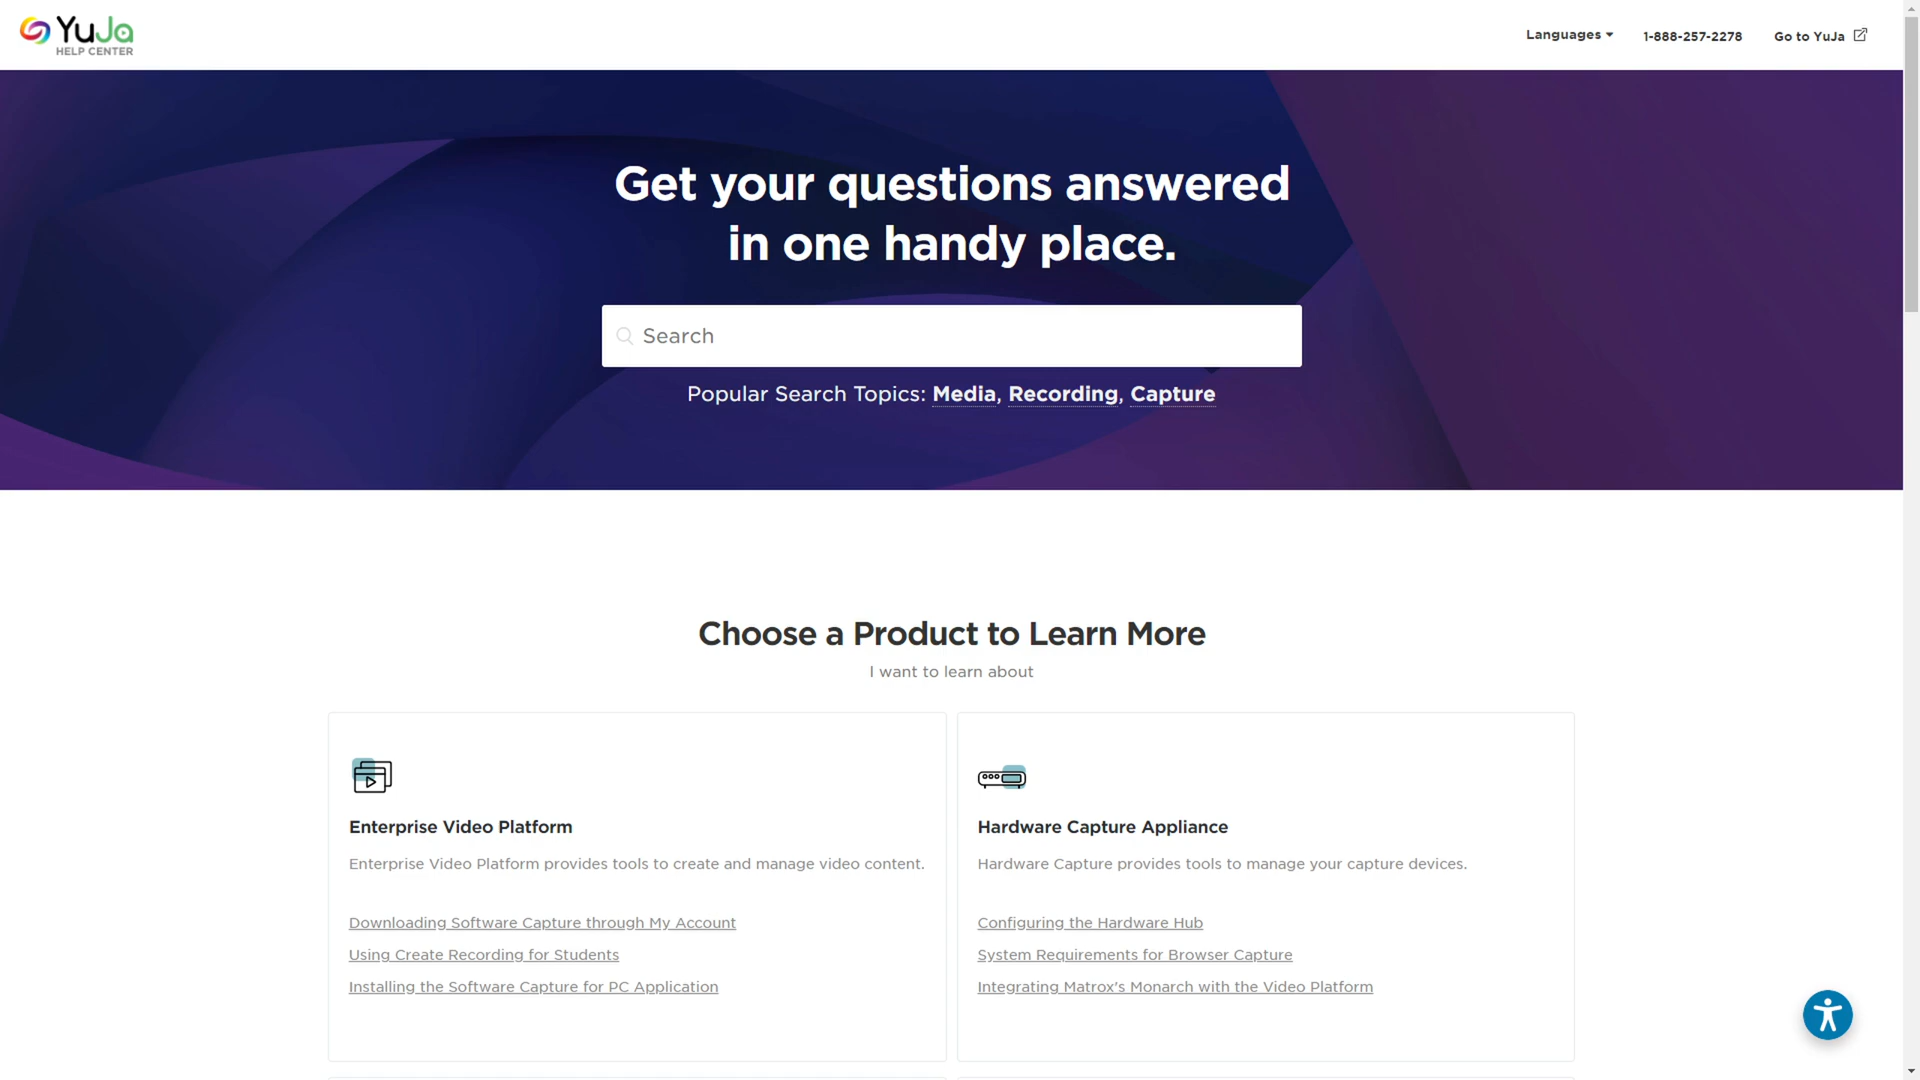 YuJa
HELP CENTER
Languages
1-888-257-2278
Go to YuJa
Get your questions answered
in one handy place.
Search
Popular Search Topics: Media, Recording, Capture
Choose a Product to Learn More
I want to learn about
Enterprise Video Platform
Enterprise Video Platform provides tools to create and manage video content.
Downloading Software Capture through My Account
Using Create Recording for Students
Installing the Software Capture for PC Application
Hardware Capture Appliance
Hardware Capture provides tools to manage your capture devices.
Configuring the Hardware Hub
System Requirements for Browser Capture
Integrating Matrox's Monarch with the Video Platform